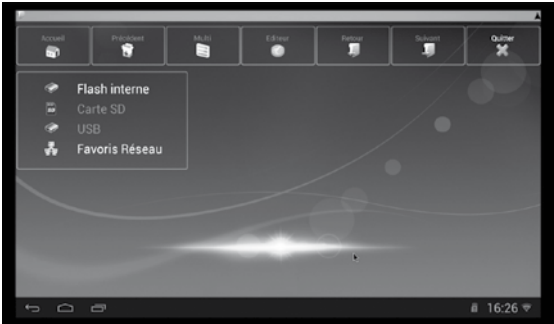 Accueil
Précédent
Multi
Editeur
Retour
Suivant
Quitter
Flash interne
Carte SD
USB
Favoris Réseau
16:26